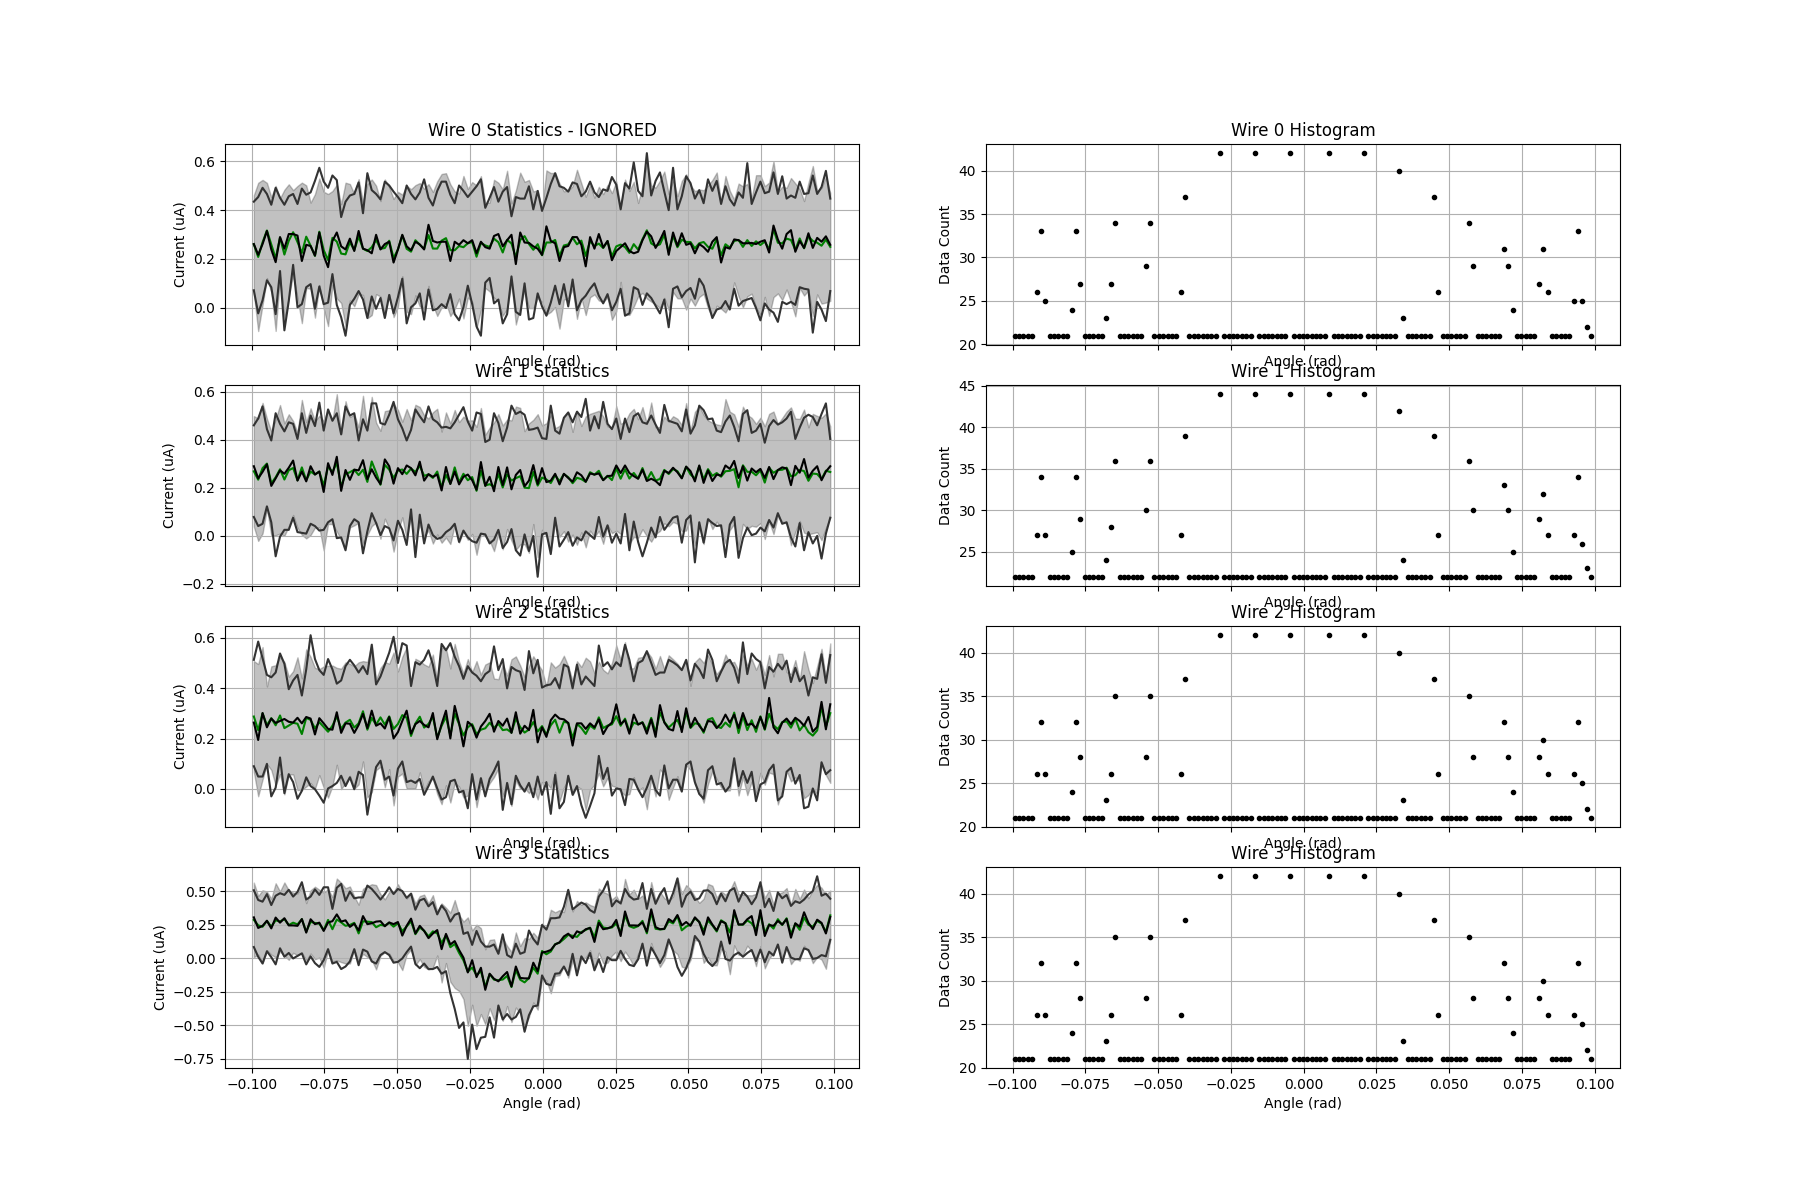 Wire 0 Statistics - IGNORED
Current (uA)
0.6
0.4
0.2
0.0
Angle (rad)
Wire 0 Histogram
Data Count
40
35
30
25
20
Angle (rad)
Wire 1 Statistics
Current (uA)
0.6
0.4
0.2
0.0
−0.2
Angle (rad)
Wire 1 Histogram
Data Count
45
40
35
30
25
Angle (rad)
Wire 2 Statistics
Current (uA)
0.6
0.4
0.2
0.0
Angle (rad)
Wire 2 Histogram
Data Count
40
35
30
25
20
Angle (rad)
Wire 3 Statistics
Current (uA)
0.50
0.25
0.00
−0.25
−0.50
−0.75
−0.100 −0.075 −0.050 −0.025 0.000 0.025 0.050 0.075 0.100
Angle (rad)
Wire 3 Histogram
Data Count
40
35
30
25
20
−0.100 −0.075 −0.050 −0.025 0.000 0.025 0.050 0.075 0.100
Angle (rad)